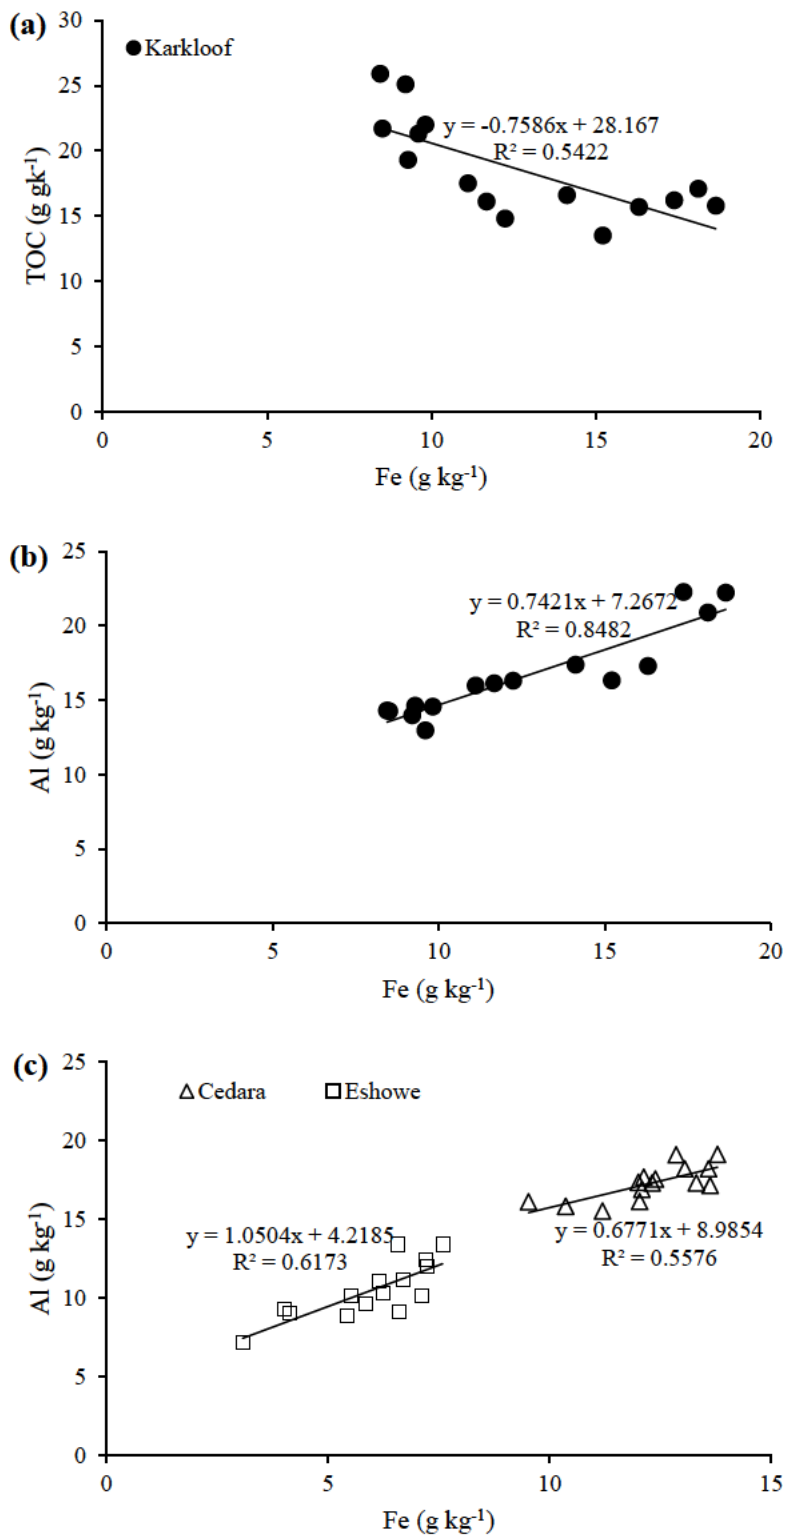 (a)
30
25
20
15
10
5
0
TOC (g gk⁻¹)
● Karkloof
y = -0.7586x + 28.167
R² = 0.5422
0 5 10 15 20
Fe (g kg⁻¹)
(b)
25
20
15
10
5
0
Al (g kg⁻¹)
y = 0.7421x + 7.2672
R² = 0.8482
0 5 10 15 20
Fe (g kg⁻¹)
(c)
25
20
15
10
5
0
Al (g kg⁻¹)
△ Cedara □ Eshowe
y = 1.0504x + 4.2185
R² = 0.6173
y = 0.6771x + 8.9854
R² = 0.5576
0 5 10 15
Fe (g kg⁻¹)